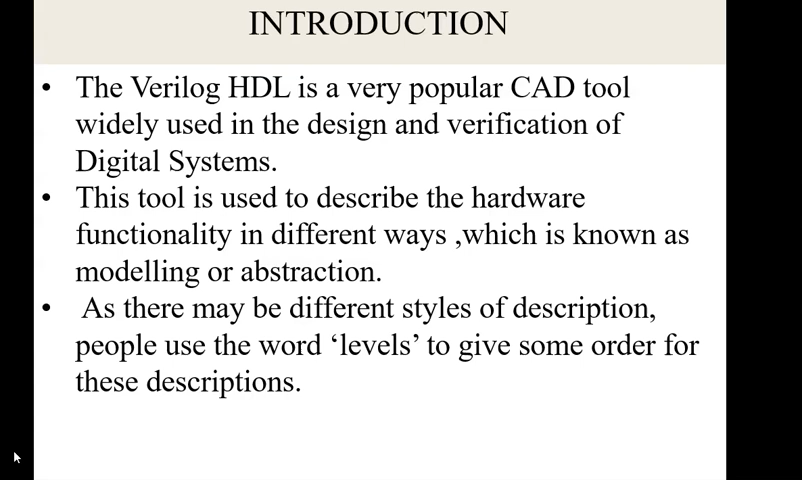 INTRODUCTION
• The Verilog HDL is a very popular CAD tool
widely used in the design and verification of
Digital Systems.
• This tool is used to describe the hardware
functionality in different ways ,which is known as
modelling or abstraction.
• As there may be different styles of description,
people use the word ‘levels’ to give some order for
these descriptions.